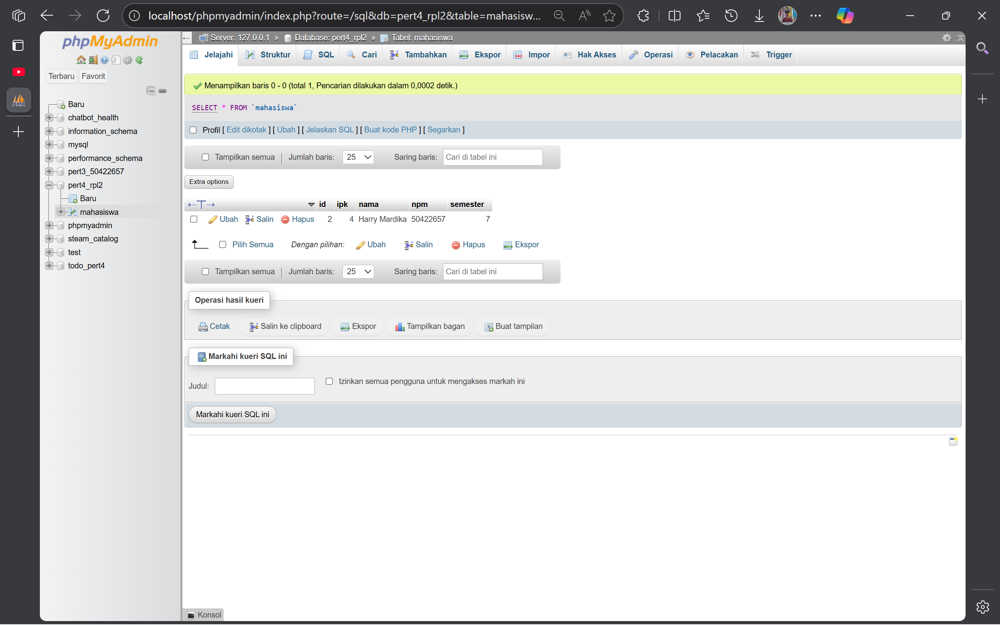 localhost/phpmyadmin/index.php?route=/sql&db=pert4_rpl2&table=mahasisw...
phpMyAdmin
Terbaru Favorit
Baru
chatbot_health
information_schema
mysql
performance_schema
pert3_50422657
pert4_rpl2
Baru
mahasiswa
phpmyadmin
steam_catalog
test
todo_pert4
PMA
Server: 127.0.0.1 » Database: pert4_rpl2 » Tabel: mahasiswa
Jelajahi Struktur SQL Cari Tambahkan Ekspor Impor Hak Akses Operasi Pelacakan Trigger
Menampilkan baris 0 - 0 (total 1, Pencarian dilakukan dalam 0,0002 detik.)
SELECT * FROM `mahasiswa`
Profil [ Edit dikotak ] [ Ubah ] [ Jelaskan SQL ] [ Buat kode PHP ] [ Segarkan ]
Tampilkan semua | Jumlah baris: 25 Saring baris: Cari di tabel ini
Extra options
←T→ id ipk nama npm semester
Ubah Salin Hapus 2 4 Harry Mardika 50422657 7
Pilih Semua Dengan pilihan: Ubah Salin Hapus Ekspor
Tampilkan semua | Jumlah baris: 25 Saring baris: Cari di tabel ini
Operasi hasil kueri
Cetak Salin ke clipboard Ekspor Tampilkan bagan Buat tampilan
Markahi kueri SQL ini
Judul: Izinkan semua pengguna untuk mengakses markah ini
Markahi kueri SQL ini
Konsol